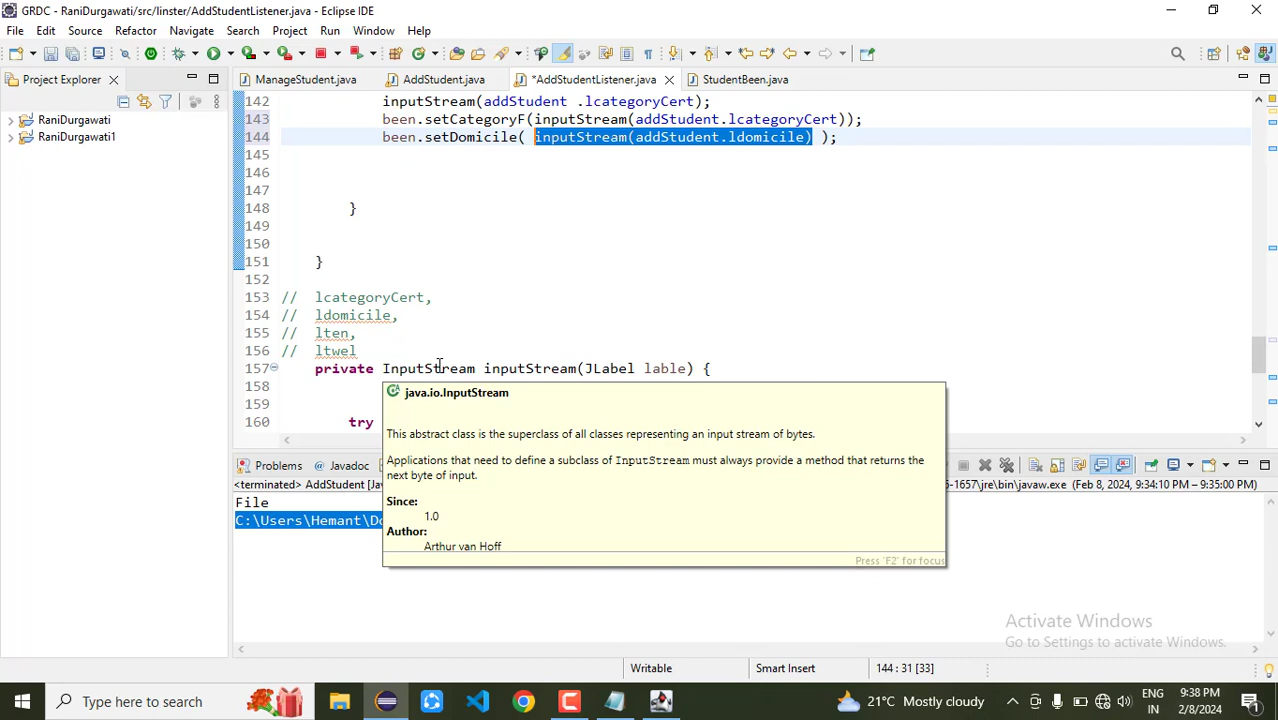 GRDC - RaniDurgawati/src/linster/AddStudentListener.java - Eclipse IDE
File Edit Source Refactor Navigate Search Project Run Window Help
Project Explorer
ManageStudent.java
AddStudent.java
*AddStudentListener.java
StudentBeen.java
RaniDurgawati
RaniDurgawati1
142 inputStream(addStudent .lcategoryCert);
143 been.setCategoryF(inputStream(addStudent.lcategoryCert));
144 been.setDomicile( inputStream(addStudent.ldomicile) );
145
146
147
148 }
149
150
151 }
152
153 // lcategoryCert,
154 // ldomicile,
155 // lten,
156 // ltwel
157 private InputStream inputStream(JLabel lable) {
158
159
160 try
java.io.InputStream
This abstract class is the superclass of all classes representing an input stream of bytes.
Applications that need to define a subclass of InputStream must always provide a method that returns the
next byte of input.
Since:
1.0
Author:
Arthur van Hoff
Press 'F2' for focus
Problems @ Javadoc
<terminated> AddStudent [Ja
-1657\jre\bin\javaw.exe (Feb 8, 2024, 9:34:10 PM – 9:35:00 PM)
File
C:\Users\Hemant\Do
Activate Windows
Go to Settings to activate Windows.
Writable
Smart Insert
144 : 31 [33]
Type here to search
21°C Mostly cloudy
ENG
IN
9:38 PM
2/8/2024
1